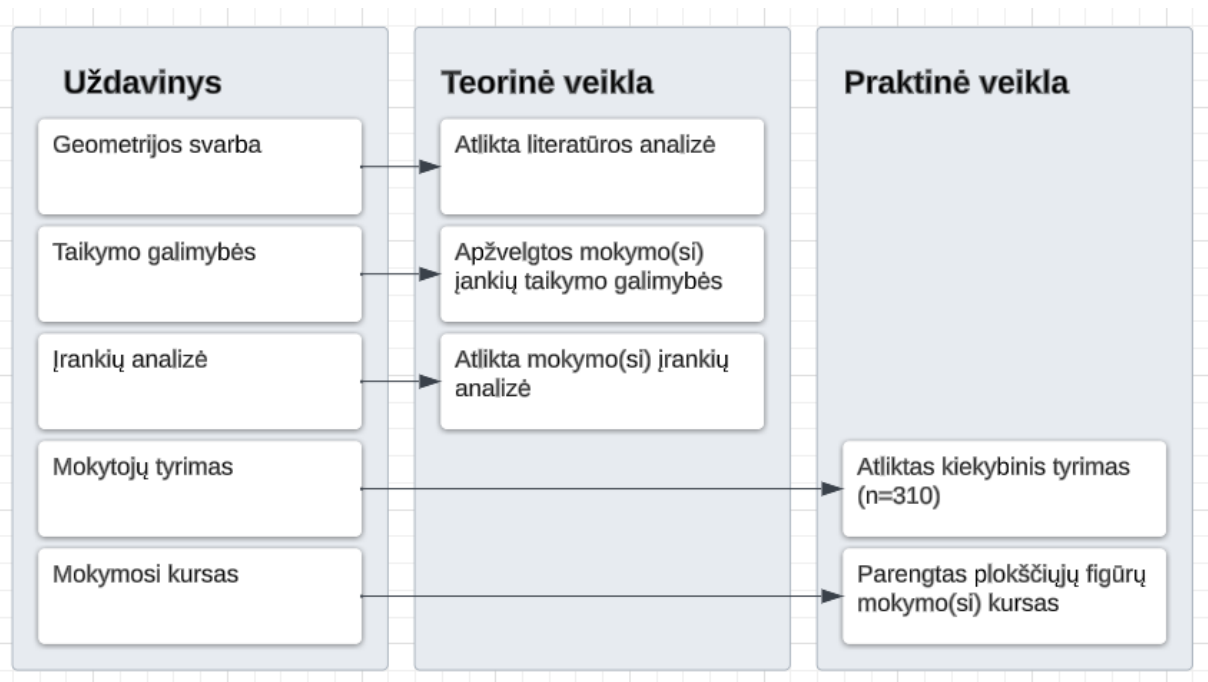 Uždavinys
Geometrijos svarba
Taikymo galimybės
Įrankių analizė
Mokytojų tyrimas
Mokymosi kursas
Teorinė veikla
Atlikta literatūros analizė
Apžvelgtos mokymo(si)
įankių taikymo galimybės
Atlikta mokymo(si) įrankių
analizė
Praktinė veikla
Atliktas kiekybinis tyrimas
(n=310)
Parengtas plokščiųjų figūrų
mokymo(si) kursas